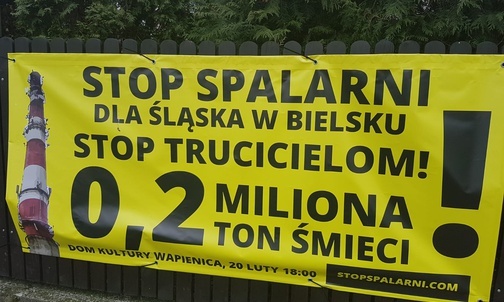 STOP SPALARNI
DLA ŚLĄSKA W BIELSKU
STOP TRUCICIELOM!
0,2 MILIONA
TON ŚMIECI
!
DOM KULTURY WAPIENICA, 20 LUTY 18:00
STOPSPALARNI.COM